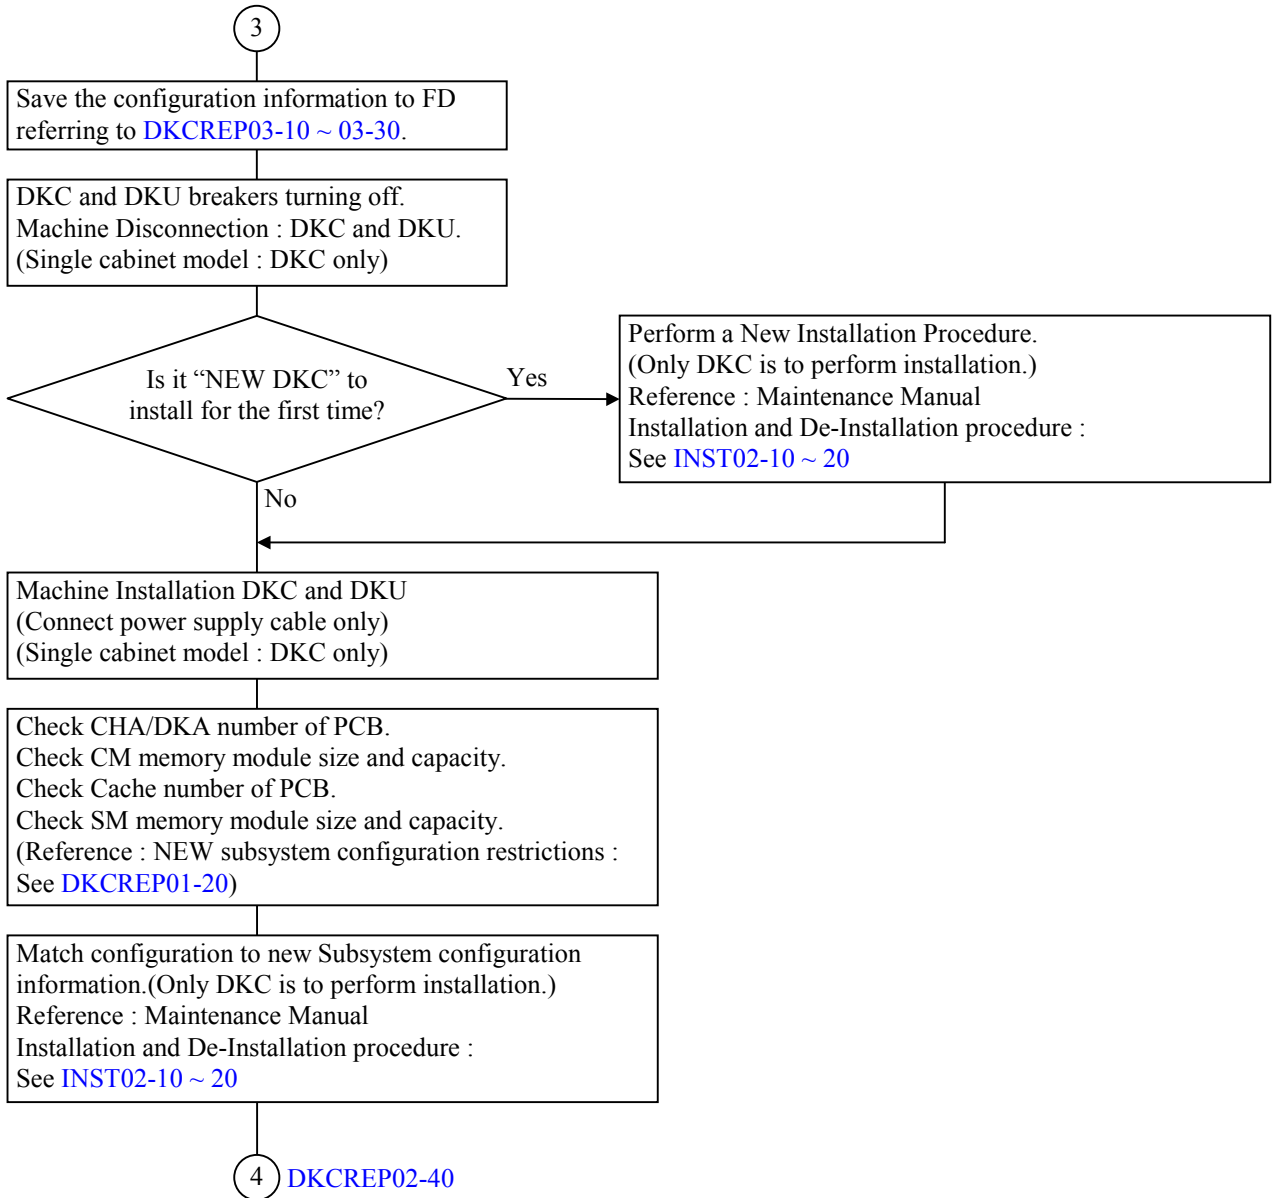 3
Save the configuration information to FD
referring to DKCREP03-10 ~ 03-30.
DKC and DKU breakers turning off.
Machine Disconnection : DKC and DKU.
(Single cabinet model : DKC only)
Is it “NEW DKC” to
install for the first time?
Yes
Perform a New Installation Procedure.
(Only DKC is to perform installation.)
Reference : Maintenance Manual
Installation and De-Installation procedure :
See INST02-10 ~ 20
No
Machine Installation DKC and DKU
(Connect power supply cable only)
(Single cabinet model : DKC only)
Check CHA/DKA number of PCB.
Check CM memory module size and capacity.
Check Cache number of PCB.
Check SM memory module size and capacity.
(Reference : NEW subsystem configuration restrictions :
See DKCREP01-20)
Match configuration to new Subsystem configuration
information.(Only DKC is to perform installation.)
Reference : Maintenance Manual
Installation and De-Installation procedure :
See INST02-10 ~ 20
4 DKCREP02-40